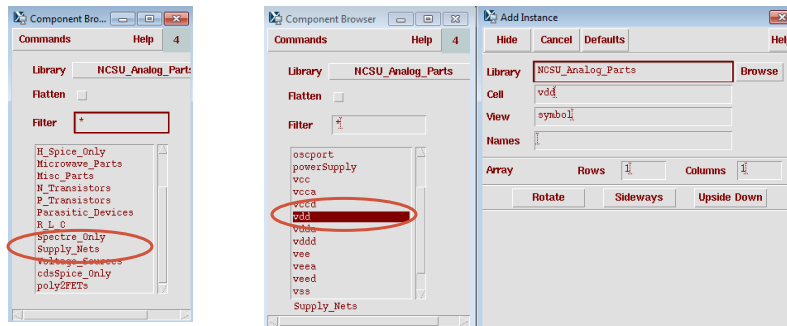 Component Bro...
Commands Help 4
Library NCSU_Analog_Parts
Flatten
Filter *
H_Spice_Only
Microwave_Parts
Misc_Parts
N_Transistors
P_Transistors
Parasitic_Devices
R_L_C
Spectre_Only
Supply_Nets
Voltage_Sources
cdsSpice_Only
poly2FETs
Component Browser
Commands Help 4
Library NCSU_Analog_Parts
Flatten
Filter *
oscport
powerSupply
vcc
vcca
vccd
vdd
vdda
vddd
vee
veea
veed
vss
Supply_Nets
Add Instance
Hide Cancel Defaults Hel
Library NCSU_Analog_Parts Browse
Cell vdd
View symbol
Names
Array Rows 1 Columns 1
Rotate Sideways Upside Down